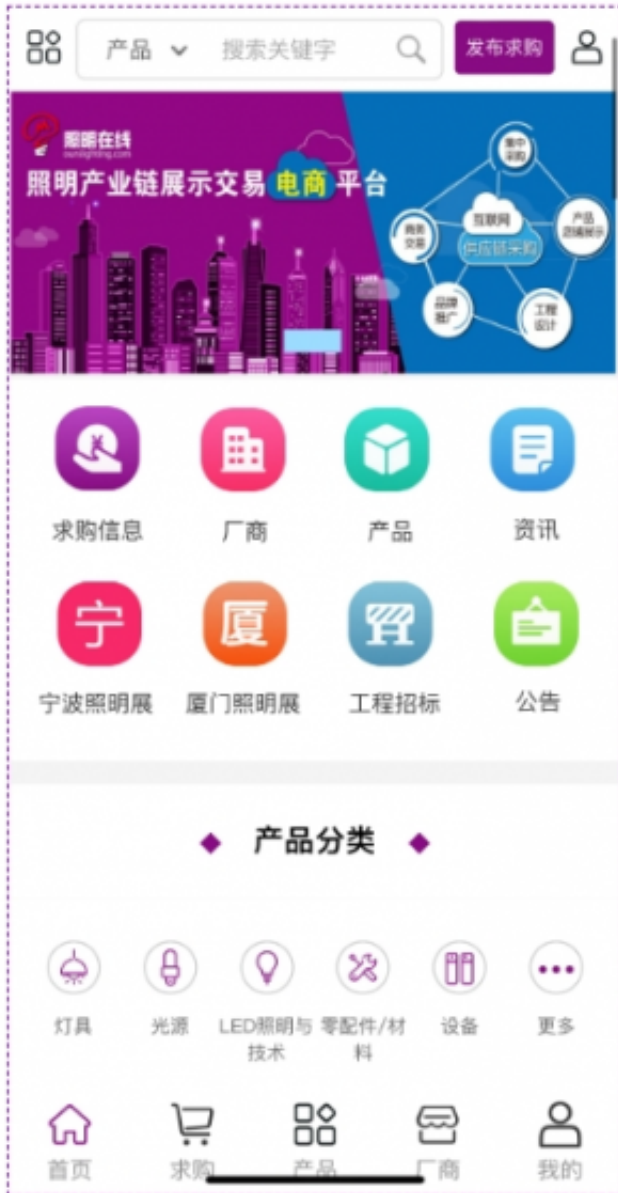 产品
搜索关键字
发布求购
照明在线
ownlighting.com
照明产业链展示交易 电商 平台
集中
采购
商务
交易
互联网
供应链采购
产品
店铺展示
品牌
推广
工程
设计
求购信息
厂商
产品
资讯
宁
厦
宁波照明展
厦门照明展
工程招标
公告
产品分类
灯具
光源
LED照明与
技术
零配件/材
料
设备
更多
首页
求购
产品
厂商
我的